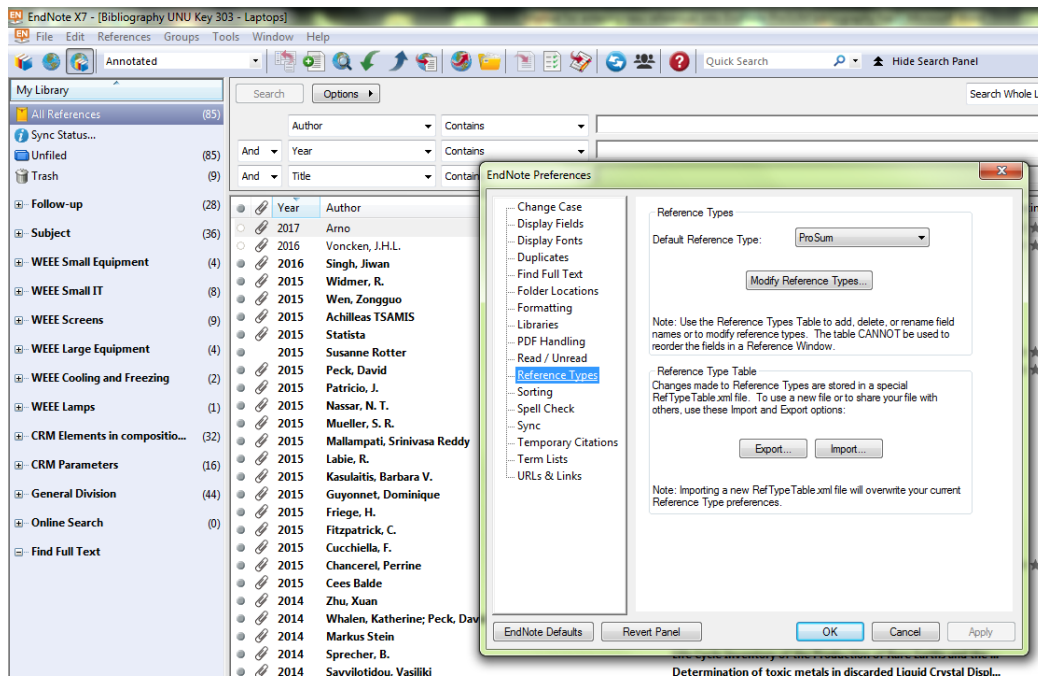 EndNote X7 - [Bibliography UNU Key 303 - Laptops]
File Edit References Groups Tools Window Help
Annotated Quick Search Hide Search Panel
My Library
All References (85)
Sync Status...
Unfiled (85)
Trash (9)
Follow-up (28)
Subject (36)
WEEE Small Equipment (4)
WEEE Small IT (8)
WEEE Screens (9)
WEEE Large Equipment (4)
WEEE Cooling and Freezing (2)
WEEE Lamps (1)
CRM Elements in compositio... (32)
CRM Parameters (16)
General Division (44)
Online Search (0)
Find Full Text
Search Options Search Whole L
Author Contains
And Year Contains
And Title Contain
Year Author
2017 Arno
2016 Voncken, J.H.L.
2016 Singh, Jiwan
2015 Widmer, R.
2015 Wen, Zongguo
2015 Achilleas TSAMIS
2015 Statista
2015 Susanne Rotter
2015 Peck, David
2015 Patricio, J.
2015 Nassar, N. T.
2015 Mueller, S. R.
2015 Mallampati, Srinivasa Reddy
2015 Labie, R.
2015 Kasulaitis, Barbara V.
2015 Guyonnet, Dominique
2015 Friege, H.
2015 Fitzpatrick, C.
2015 Cucchiella, F.
2015 Chancerel, Perrine
2015 Cees Balde
2014 Zhu, Xuan
2014 Whalen, Katherine; Peck, Dav
2014 Markus Stein
2014 Sprecher, B.
2014 Savvilotidou, Vasiliki Determination of toxic metals in discarded Liquid Crystal Displ...
EndNote Preferences
Change Case
Display Fields
Display Fonts
Duplicates
Find Full Text
Folder Locations
Formatting
Libraries
PDF Handling
Read / Unread
Reference Types
Sorting
Spell Check
Sync
Temporary Citations
Term Lists
URLs & Links
Reference Types
Default Reference Type: ProSum
Modify Reference Types...
Note: Use the Reference Types Table to add, delete, or rename field
names or to modify reference types. The table CANNOT be used to
reorder the fields in a Reference Window.
Reference Type Table
Changes made to Reference Types are stored in a special
RefTypeTable.xml file. To use a new file or to share your file with
others, use these Import and Export options:
Export... Import...
Note: Importing a new RefTypeTable.xml file will overwrite your current
Reference Type preferences.
EndNote Defaults Revert Panel OK Cancel Apply